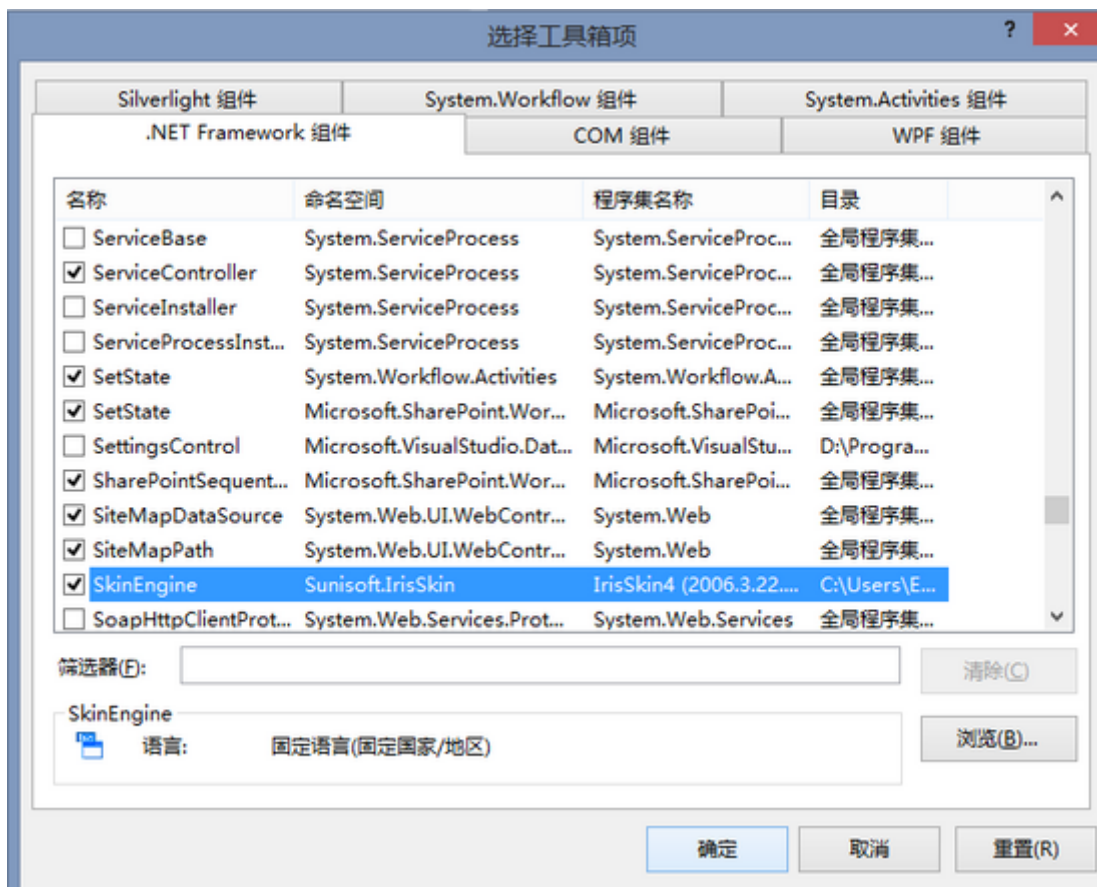 选择工具箱项
?
Silverlight 组件 System.Workflow 组件 System.Activities 组件
.NET Framework 组件 COM 组件 WPF 组件
名称 命名空间 程序集名称 目录
ServiceBase System.ServiceProcess System.ServiceProc... 全局程序集...
ServiceController System.ServiceProcess System.ServiceProc... 全局程序集...
ServiceInstaller System.ServiceProcess System.ServiceProc... 全局程序集...
ServiceProcessInst... System.ServiceProcess System.ServiceProc... 全局程序集...
SetState System.Workflow.Activities System.Workflow.A... 全局程序集...
SetState Microsoft.SharePoint.Wor... Microsoft.SharePoi... 全局程序集...
SettingsControl Microsoft.VisualStudio.Dat... Microsoft.VisualStu... D:\Progra...
SharePointSequent... Microsoft.SharePoint.Wor... Microsoft.SharePoi... 全局程序集...
SiteMapDataSource System.Web.UI.WebContr... System.Web 全局程序集...
SiteMapPath System.Web.UI.WebContr... System.Web 全局程序集...
SkinEngine Sunisoft.IrisSkin IrisSkin4 (2006.3.22.... C:\Users\E...
SoapHttpClientProt... System.Web.Services.Prot... System.Web.Services 全局程序集...
筛选器(F): 清除(C)
SkinEngine
语言: 固定语言(固定国家/地区) 浏览(B)...
确定 取消 重置(R)